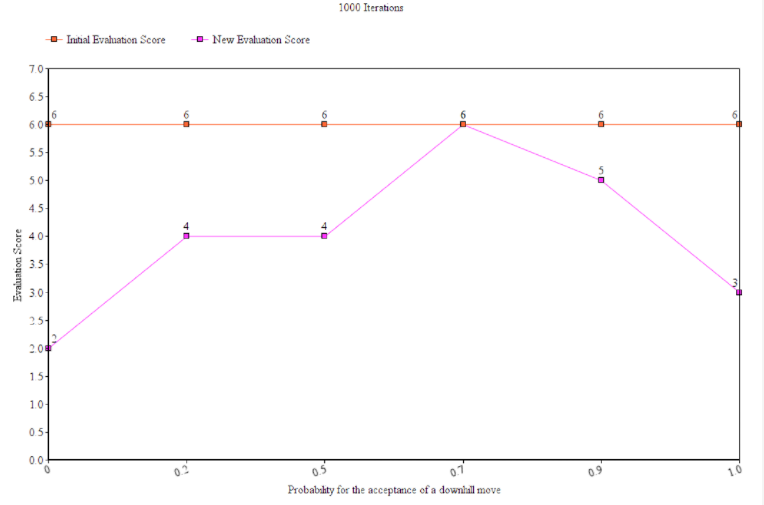 1000 Iterations
Initial Evaluation Score New Evaluation Score
7.0
6.5
6.0
5.5
5.0
4.5
4.0
3.5
3.0
2.5
2.0
1.5
1.0
0.5
0.0
6 6 6 6 6 6
2 4 4 5 3
Evaluation Score
0 0.2 0.5 0.7 0.9 1.0
Probability for the acceptance of a downhill move